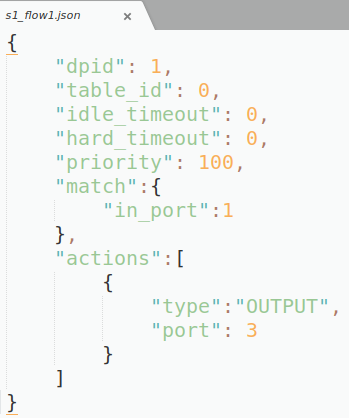 s1_flow1.json ×
{
    "dpid": 1,
    "table_id": 0,
    "idle_timeout": 0,
    "hard_timeout": 0,
    "priority": 100,
    "match":{
        "in_port":1
    },
    "actions":[
        {
            "type":"OUTPUT",
            "port": 3
        }
    ]
}